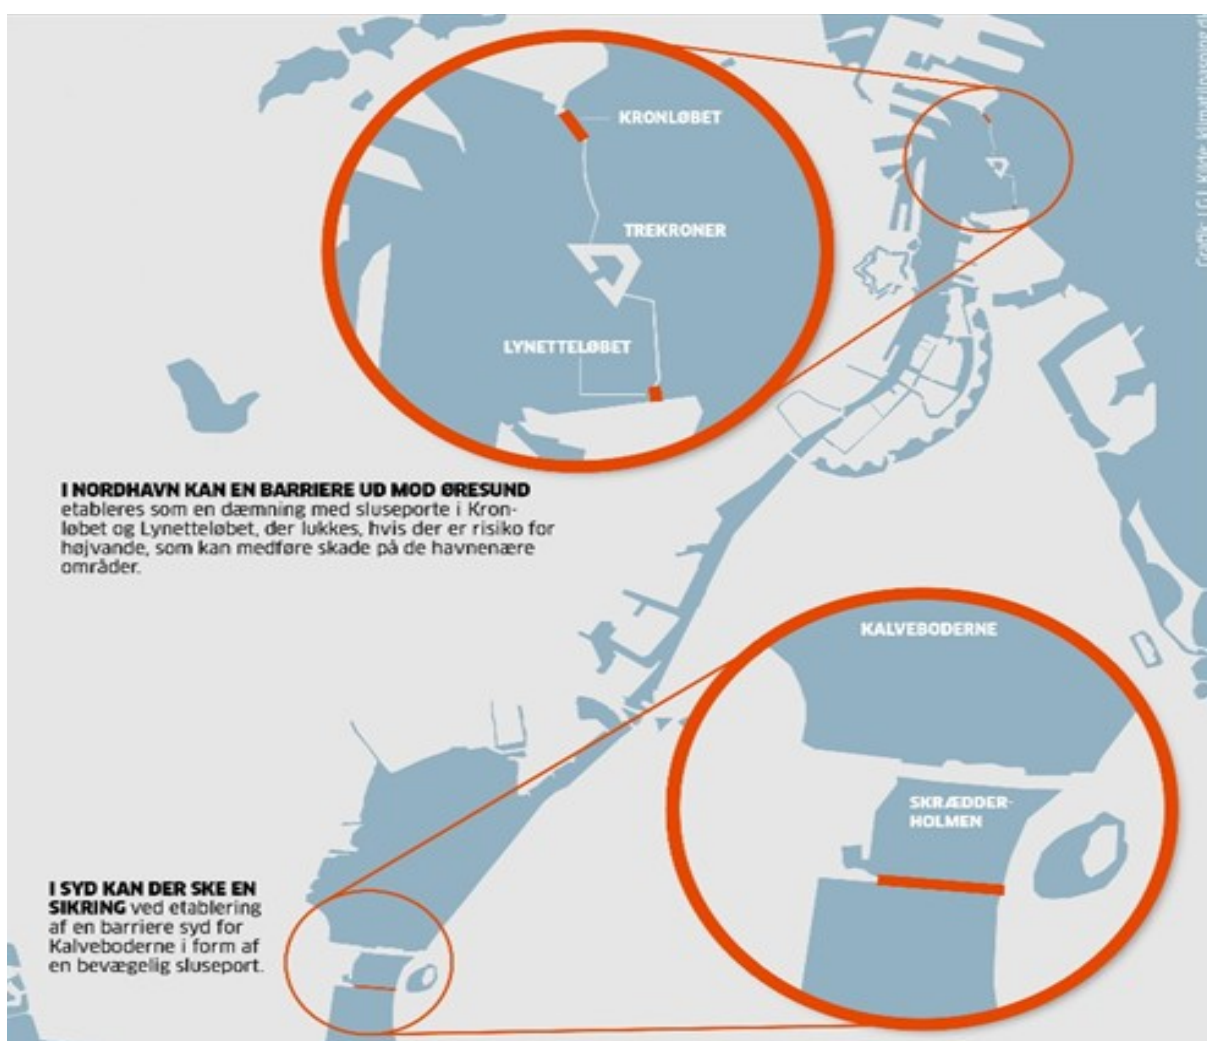 KRONLØBET
TREKRONER
LYNETTELØBET
I NORDHAVN KAN EN BARRIERE UD MOD ØRESUND
etableres som en dæmning med sluseporte i Kron-
løbet og Lynetteløbet, der lukkes, hvis der er risiko for
højvande, som kan medføre skade på de havnenære
områder.
KALVEBODERNE
SKRÆDDER-
HOLMEN
I SYD KAN DER SKE EN
SIKRING ved etablering
af en barriere syd for
Kalveboderne i form af
en bevægelig sluseport.
Grafik: Kilde: klimatilpasning.d